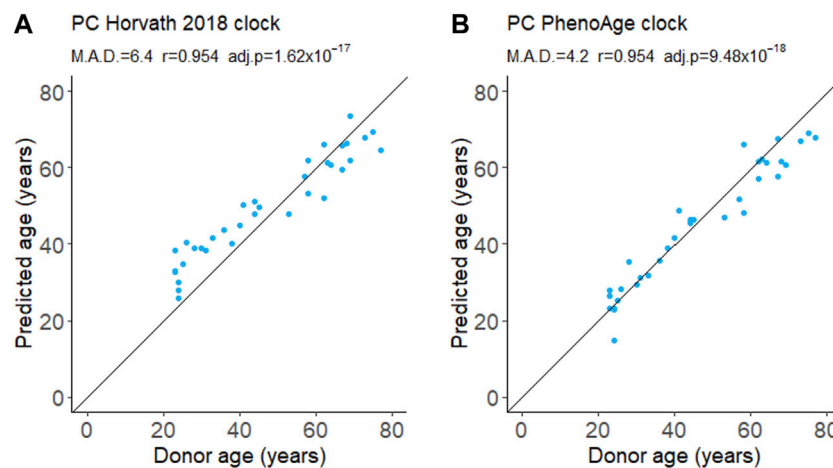 A PC Horvath 2018 clock
M.A.D.=6.4 r=0.954 adj.p=1.62x10⁻¹⁷
Predicted age (years)
80
60
40
20
0
0 20 40 60 80
Donor age (years)
B PC PhenoAge clock
M.A.D.=4.2 r=0.954 adj.p=9.48x10⁻¹⁸
Predicted age (years)
80
60
40
20
0
0 20 40 60 80
Donor age (years)